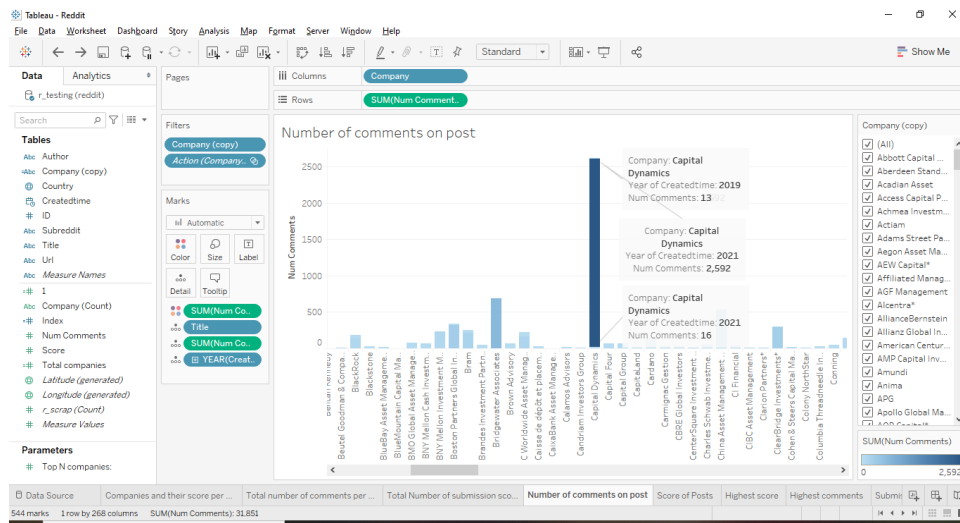 Tableau - Reddit
File Data Worksheet Dashboard Story Analysis Map Format Server Window Help
Standard
Show Me
Data Analytics
r_testing (reddit)
Search
Tables
Abc Author
=Abc Company (copy)
Country
Createdtime
# ID
Abc Subreddit
Abc Title
Abc Url
Abc Measure Names
=# 1
Abc Company (Count)
=# Index
# Num Comments
# Score
=# Total companies
Latitude (generated)
Longitude (generated)
# r_scrap (Count)
# Measure Values
Parameters
# Top N companies:
Pages
Filters
Company (copy)
Action (Company..
Marks
Automatic
Color Size Label
Detail Tooltip
SUM(Num Co..
Title
SUM(Num Co..
YEAR(Creat..
Columns Company
Rows SUM(Num Comment..
Number of comments on post
Num Comments
2500
2000
1500
1000
500
0
Company: Capital
Dynamics
Year of Createdtime: 2019
Num Comments: 13
Company: Capital
Dynamics
Year of Createdtime: 2021
Num Comments: 2,592
Company: Capital
Dynamics
Year of Createdtime: 2021
Num Comments: 16
Beutel Goodman & Compa..
BlackRock
Blackstone
BlueBay Asset Manageme..
BlueMountain Capital Ma..
BMO Global Asset Manage..
BNY Mellon Cash Investm..
BNY Mellon Investment M..
Boston Partners Global In..
Bram
Brandes Investment Partn..
Bridgewater Associates
Brown Advisory
C Worldwide Asset Manag..
Caisse de dépôt et placem..
CaixaBank Asset Manage..
Calamos Advisors
Candriam Investors Group
Capital Dynamics
Capital Four
Capital Group
CapitaLand
Cardano
Carmignac Gestion
CBRE Global Investors
CenterSquare Investment..
Charles Schwab Investme..
China Asset Management..
CI Financial
CIBC Asset Management
Clarion Partners*
ClearBridge Investments*
Cohen & Steers Capital Ma..
Colony NorthStar
Columbia Threadneedle In..
Corning
Company (copy)
(All)
Abbott Capital ...
Aberdeen Stand...
Acadian Asset
Access Capital P...
Achmea Investm...
Actiam
Adams Street Pa...
Aegon Asset Ma...
AEW Capital*
Affiliated Manag...
AGF Management
Alcentra*
AllianceBernstein
Allianz Global In...
American Centur...
AMP Capital Inv...
Amundi
Anima
APG
Apollo Global Ma...
SUM(Num Comments)
0 2,592
Data Source Companies and their score per ... Total number of comments per ... Total Number of submission sco... Number of comments on post Score of Posts Highest score Highest comments Submis
544 marks 1 row by 268 columns SUM(Num Comments): 31,851